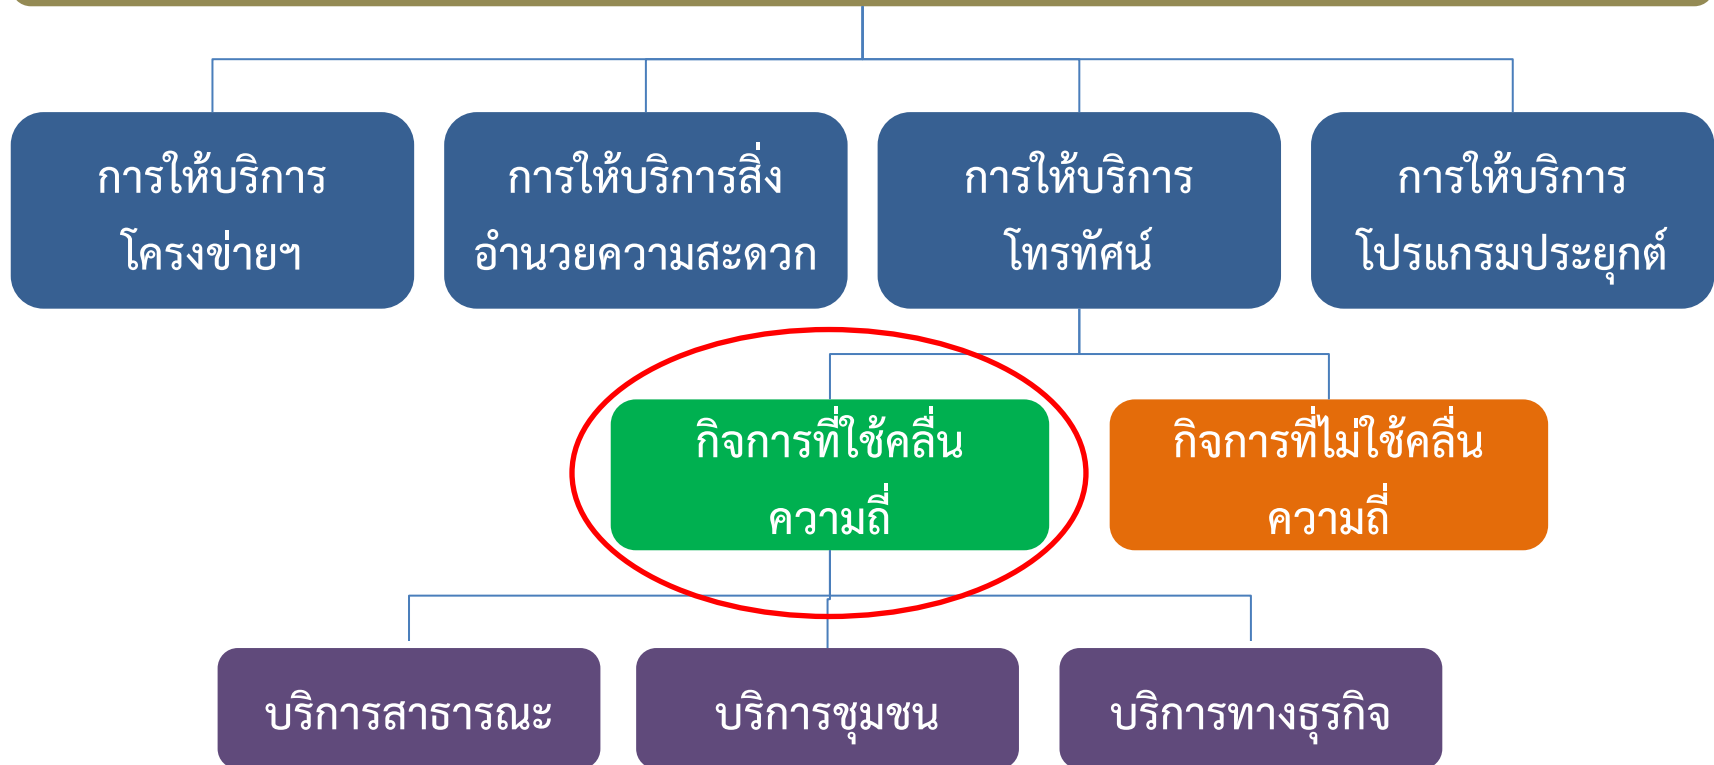 การให้บริการ
โครงข่ายฯ
การให้บริการสิ่ง
อำนวยความสะดวก
การให้บริการ
โทรทัศน์
การให้บริการ
โปรแกรมประยุกต์
กิจการที่ใช้คลื่น
ความถี่
กิจการที่ไม่ใช้คลื่น
ความถี่
บริการสาธารณะ
บริการชุมชน
บริการทางธุรกิจ